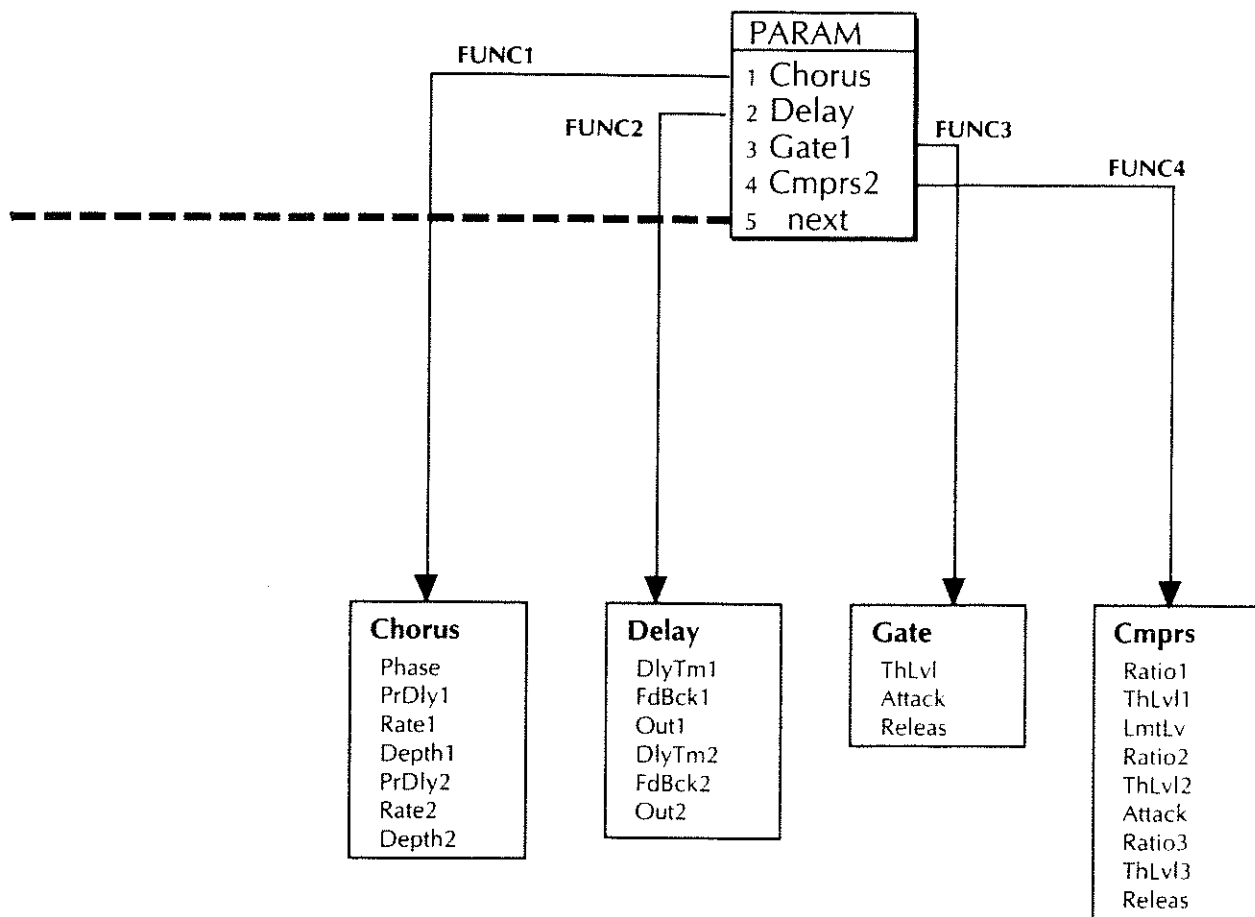 PARAM
1 Chorus
2 Delay
3 Gate1
4 Cmprs2
5 next
FUNC1
FUNC2
FUNC3
FUNC4
Chorus
Phase
PrDly1
Rate1
Depth1
PrDly2
Rate2
Depth2
Delay
DlyTm1
FdBck1
Out1
DlyTm2
FdBck2
Out2
Gate
ThLvl
Attack
Releas
Cmprs
Ratio1
ThLvl1
LmtLv
Ratio2
ThLvl2
Attack
Ratio3
ThLvl3
Releas